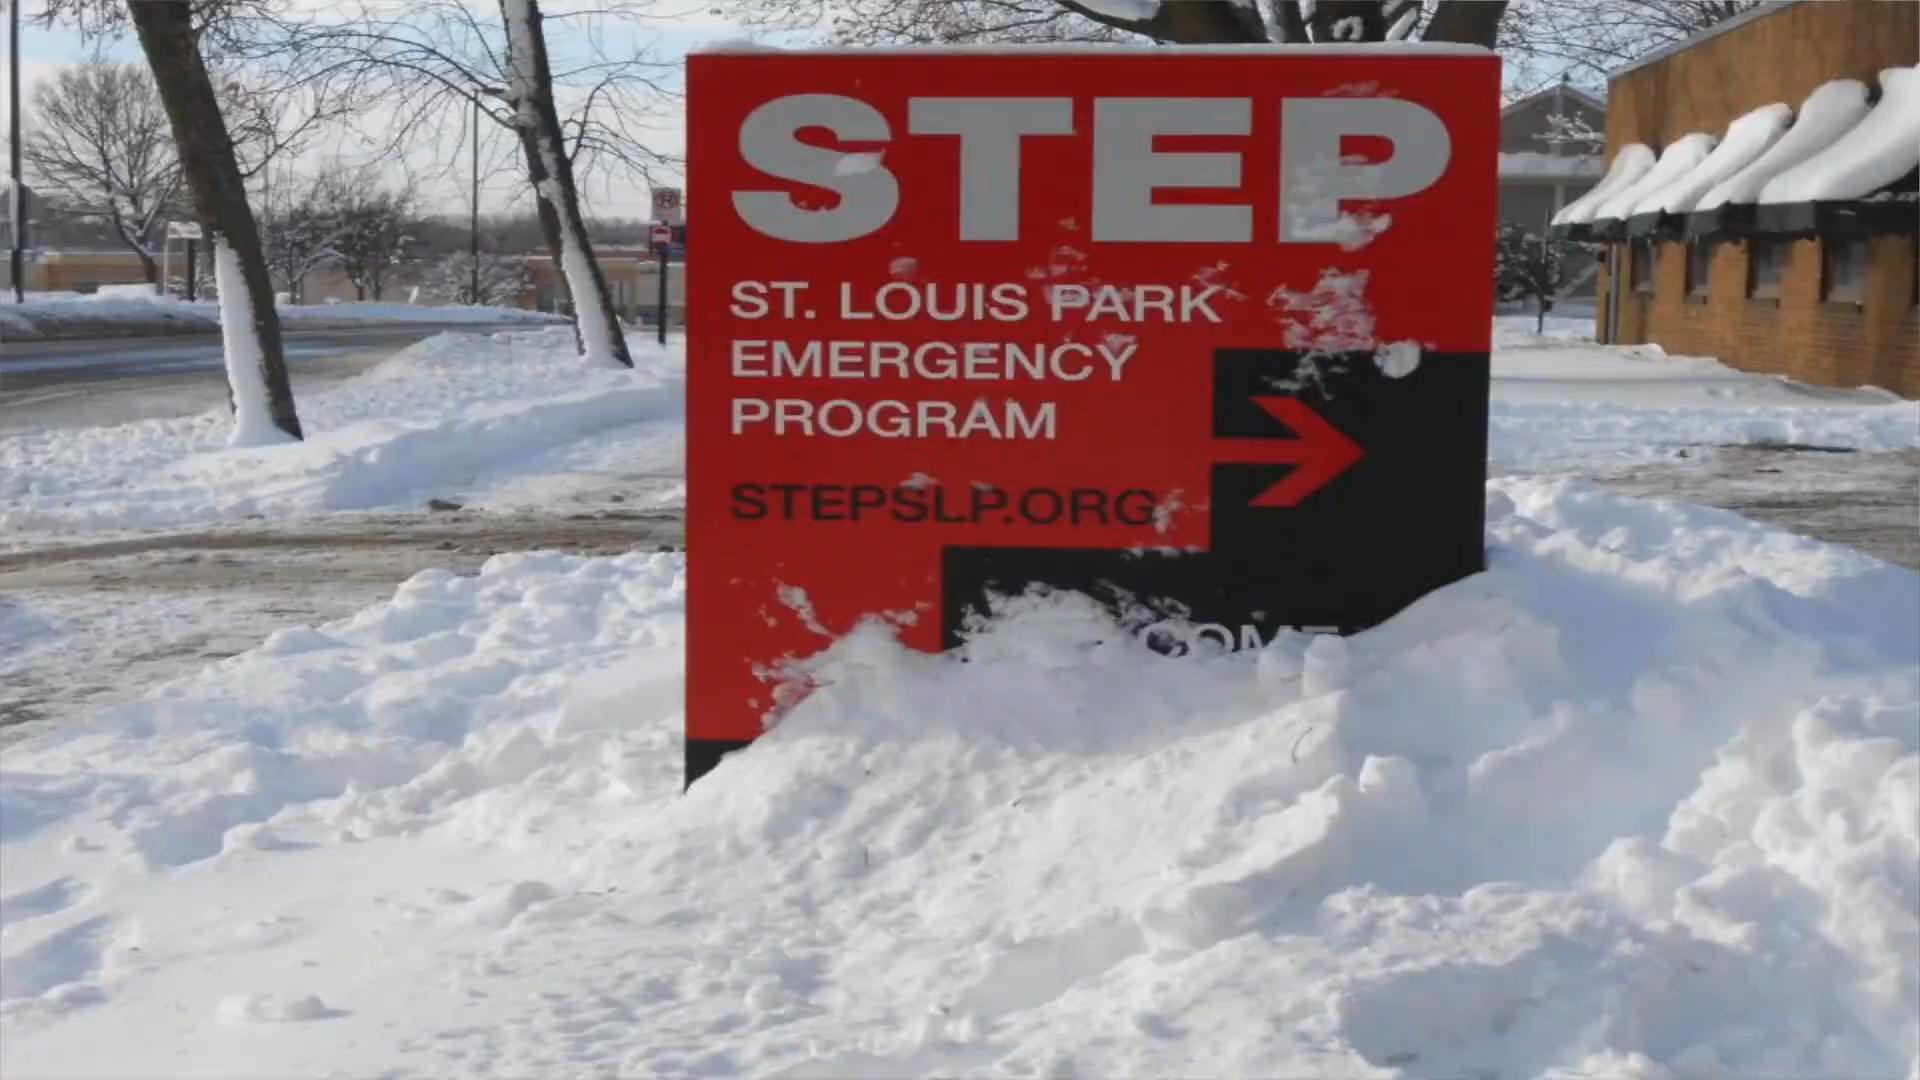 STEP
ST. LOUIS PARK
EMERGENCY
PROGRAM
STEPSLP.ORG